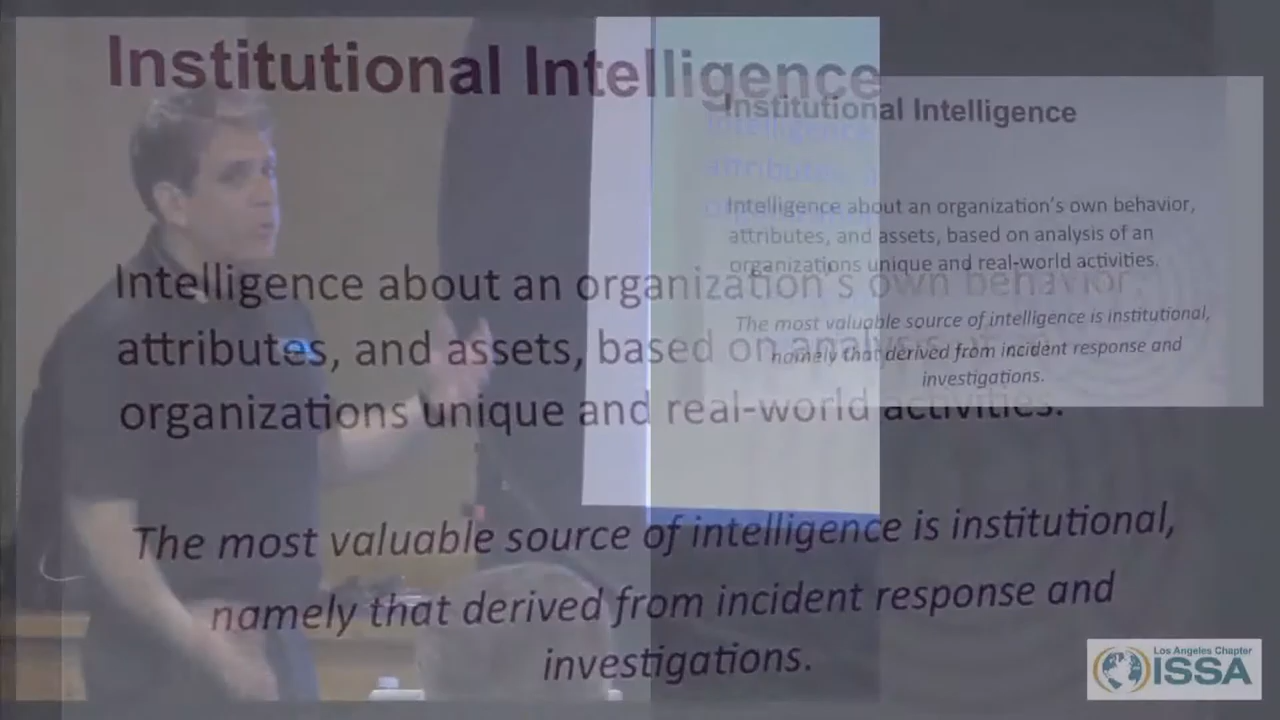 Institutional Intelligence
Intelligence about an organization's own behavior,
attributes, and assets, based on analysis of an
organizations unique and real-world activities.
The most valuable source of intelligence is institutional,
namely that derived from incident response and
investigations.
Institutional Intelligence
Intelligence about an organization's own behavior,
attributes, and assets, based on analysis
organizations unique and real-world activities.
The most valuable source of intelligence is institutional,
namely that derived from incident response and
investigations.
Intelligence
attributes, a
Los Angeles Chapter
ISSA